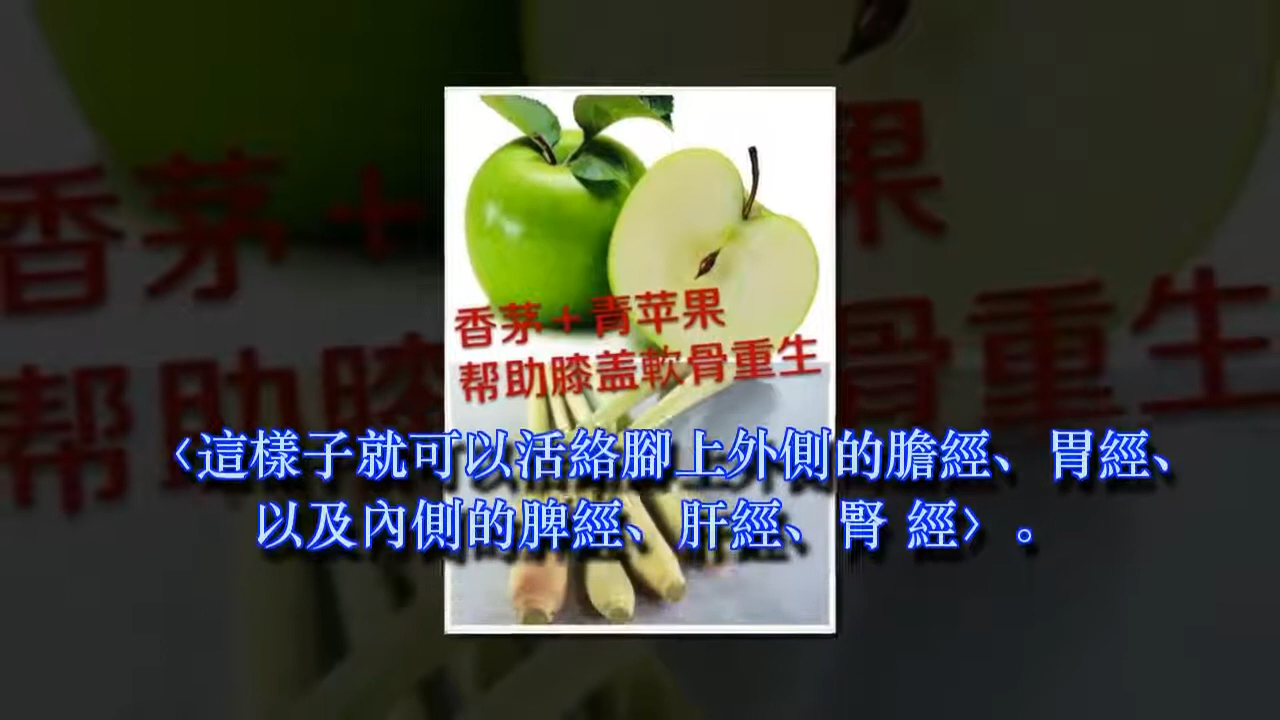 香茅+青苹果
帮助膝盖軟骨重生
〈這樣子就可以活絡腳上外側的膽經、胃經、
以及內側的脾經、肝經、腎 經〉。